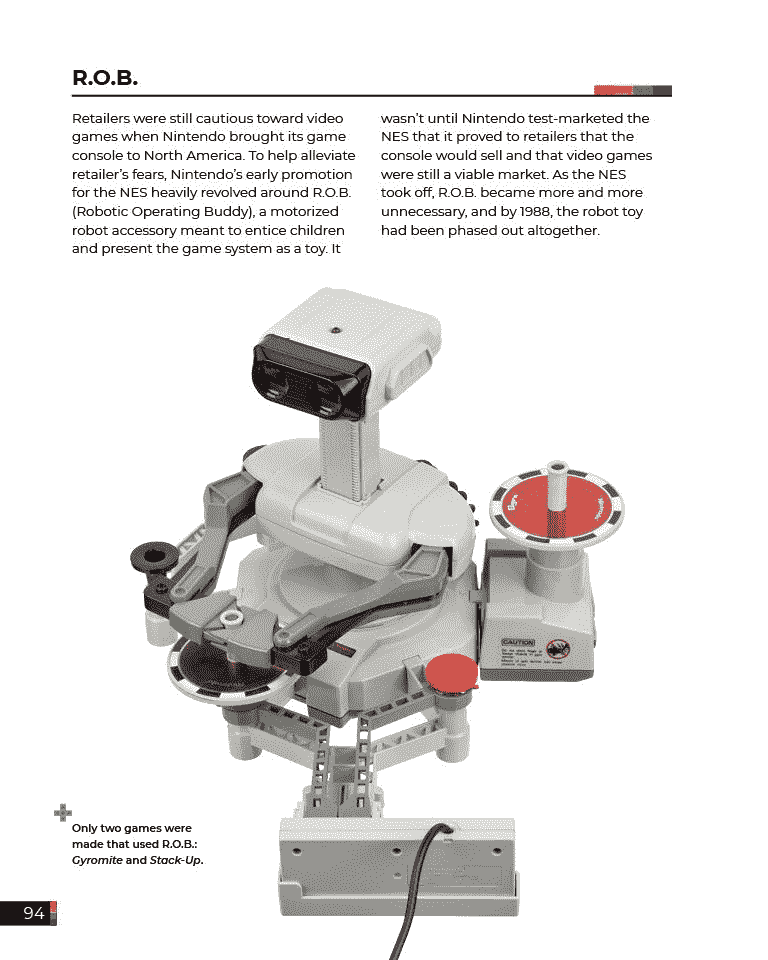 R.O.B.
Retailers were still cautious toward video
games when Nintendo brought its game
console to North America. To help alleviate
retailer's fears, Nintendo's early promotion
for the NES heavily revolved around R.O.B.
(Robotic Operating Buddy), a motorized
robot accessory meant to entice children
and present the game system as a toy. It
wasn't until Nintendo test-marketed the
NES that it proved to retailers that the
console would sell and that video games
were still a viable market. As the NES
took off, R.O.B. became more and more
unnecessary, and by 1988, the robot toy
had been phased out altogether.
CAUTION
Only two games were
made that used R.O.B.:
Gyromite and Stack-Up.
94